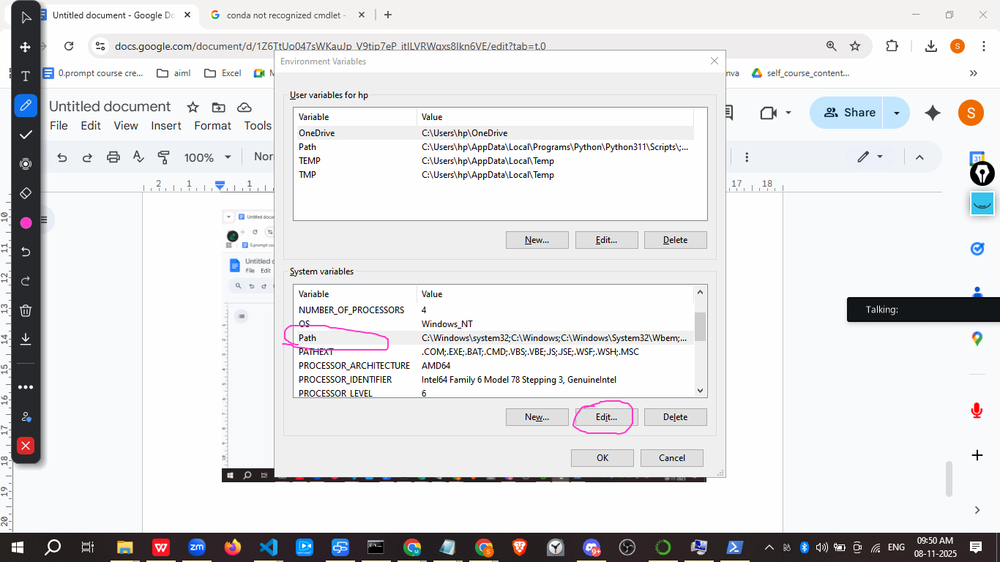 Untitled document - Google Do
conda not recognized cmdlet -
docs.google.com/document/d/1Z6TtUo047sWKauJp_V9tip7eP_itILVRWgxs8Ikn6VE/edit?tab=t.0
0.prompt course cre...
aiml
Excel
M
nva
self_course_content...
Untitled document
File Edit View Insert Format Tools
Share
S
100%
Nor
2 1 1 17 18
Environment Variables
User variables for hp
Variable Value
OneDrive C:\Users\hp\OneDrive
Path C:\Users\hp\AppData\Local\Programs\Python\Python311\Scripts\;...
TEMP C:\Users\hp\AppData\Local\Temp
TMP C:\Users\hp\AppData\Local\Temp
New... Edit... Delete
System variables
Variable Value
NUMBER_OF_PROCESSORS 4
OS Windows_NT
Path C:\Windows\system32;C:\Windows;C:\Windows\System32\Wbem;...
PATHEXT .COM;.EXE;.BAT;.CMD;.VBS;.VBE;.JS;.JSE;.WSF;.WSH;.MSC
PROCESSOR_ARCHITECTURE AMD64
PROCESSOR_IDENTIFIER Intel64 Family 6 Model 78 Stepping 3, GenuineIntel
PROCESSOR_LEVEL 6
New... Edit... Delete
OK Cancel
Untitled docum
0.prompt cou
Untitled d
File Edit
Talking:
10
11
12
13
14
15
16
17
18
19
20
08-11-2025
ENG
09:50 AM
08-11-2025